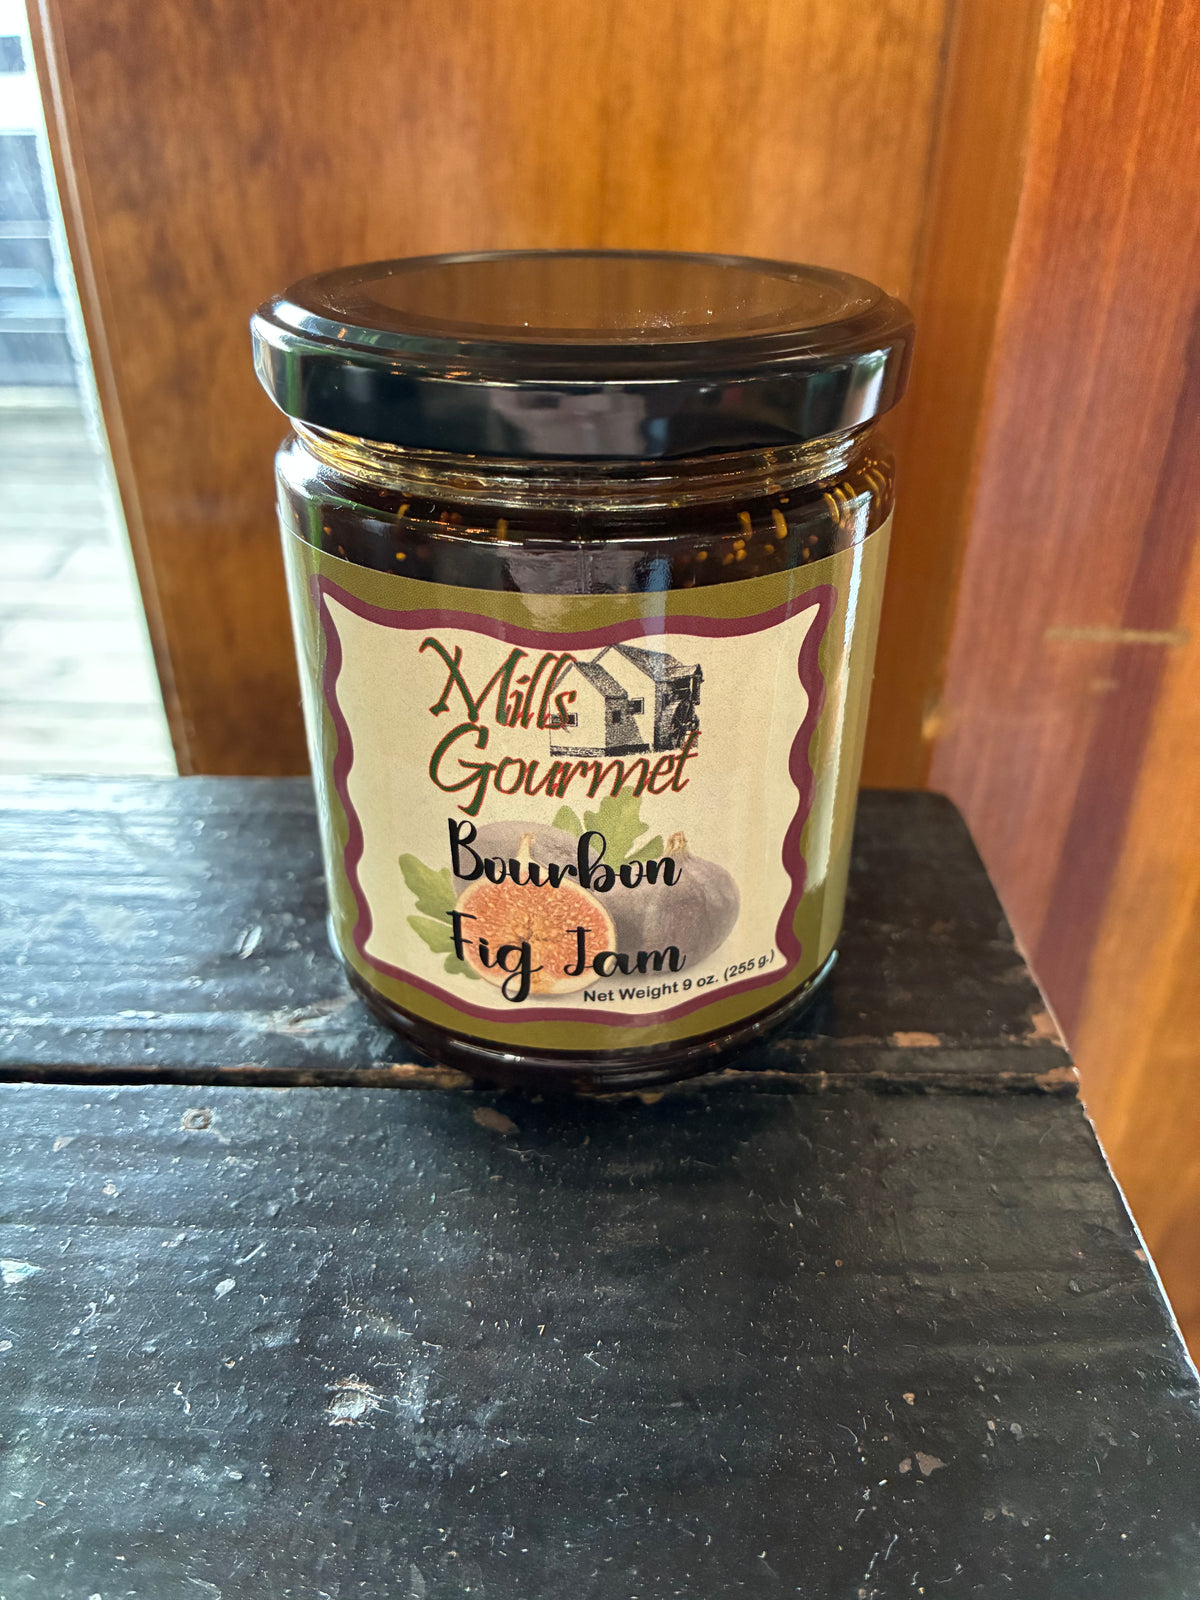 Mills
Gourmet
Bourbon
Fig Jam
Net Weight 9 oz. (255 g.)